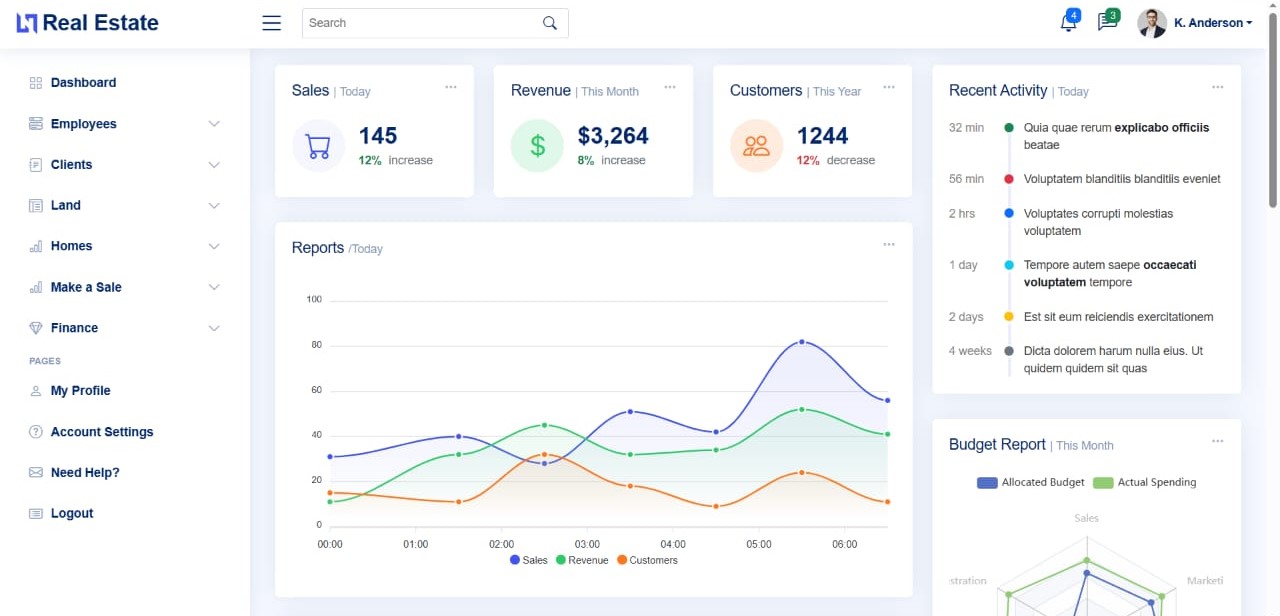 Real Estate
Search
4
3
K. Anderson
Dashboard
Employees
Clients
Land
Homes
Make a Sale
Finance
PAGES
My Profile
Account Settings
Need Help?
Logout
Sales | Today
145
12% increase
Revenue | This Month
$3,264
8% increase
Customers | This Year
1244
12% decrease
Reports /Today
100
80
60
40
20
0
00:00 01:00 02:00 03:00 04:00 05:00 06:00
Sales Revenue Customers
Recent Activity | Today
32 min Quia quae rerum explicabo officiis
beatae
56 min Voluptatem blanditiis blanditiis eveniet
2 hrs Voluptates corrupti molestias
voluptatem
1 day Tempore autem saepe occaecati
voluptatem tempore
2 days Est sit eum reiciendis exercitationem
4 weeks Dicta dolorem harum nulla eius. Ut
quidem quidem sit quas
Budget Report | This Month
Allocated Budget Actual Spending
Sales
stration Marketi